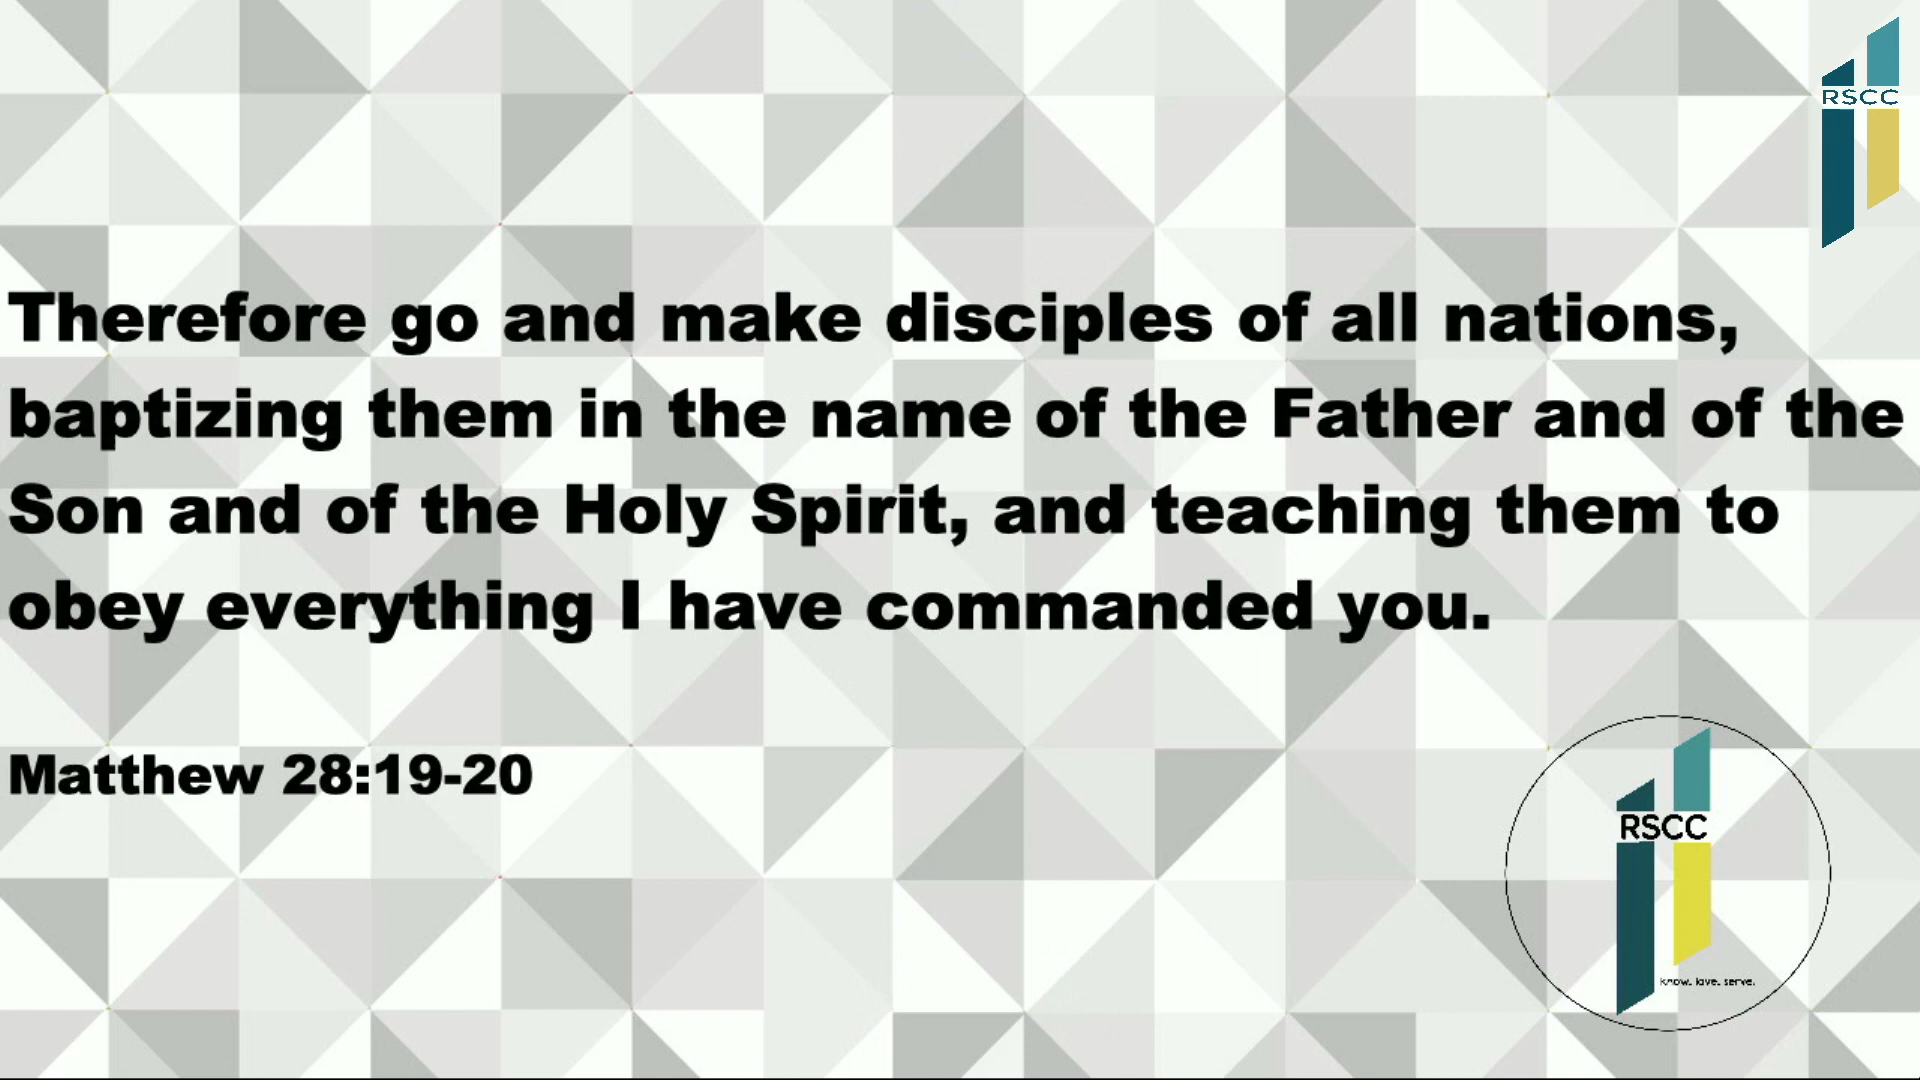 RSCC
Therefore go and make disciples of all nations,
baptizing them in the name of the Father and of the
Son and of the Holy Spirit, and teaching them to
obey everything I have commanded you.
Matthew 28:19-20
RSCC
know. love. serve.